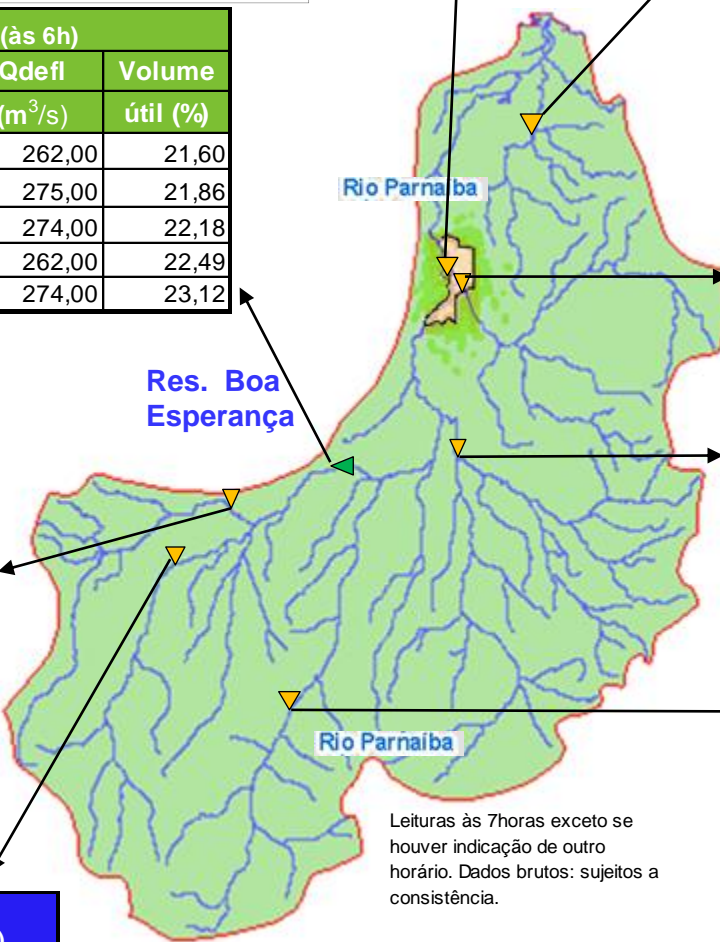 (às 6h)
Qdefl Volume
(m³/s) útil (%)
262,00 21,60
275,00 21,86
274,00 22,18
262,00 22,49
274,00 23,12
Rio Parnaíba
Res. Boa
Esperança
Rio Parnaíba
Leituras às 7horas exceto se
houver indicação de outro
horário. Dados brutos: sujeitos a
consistência.